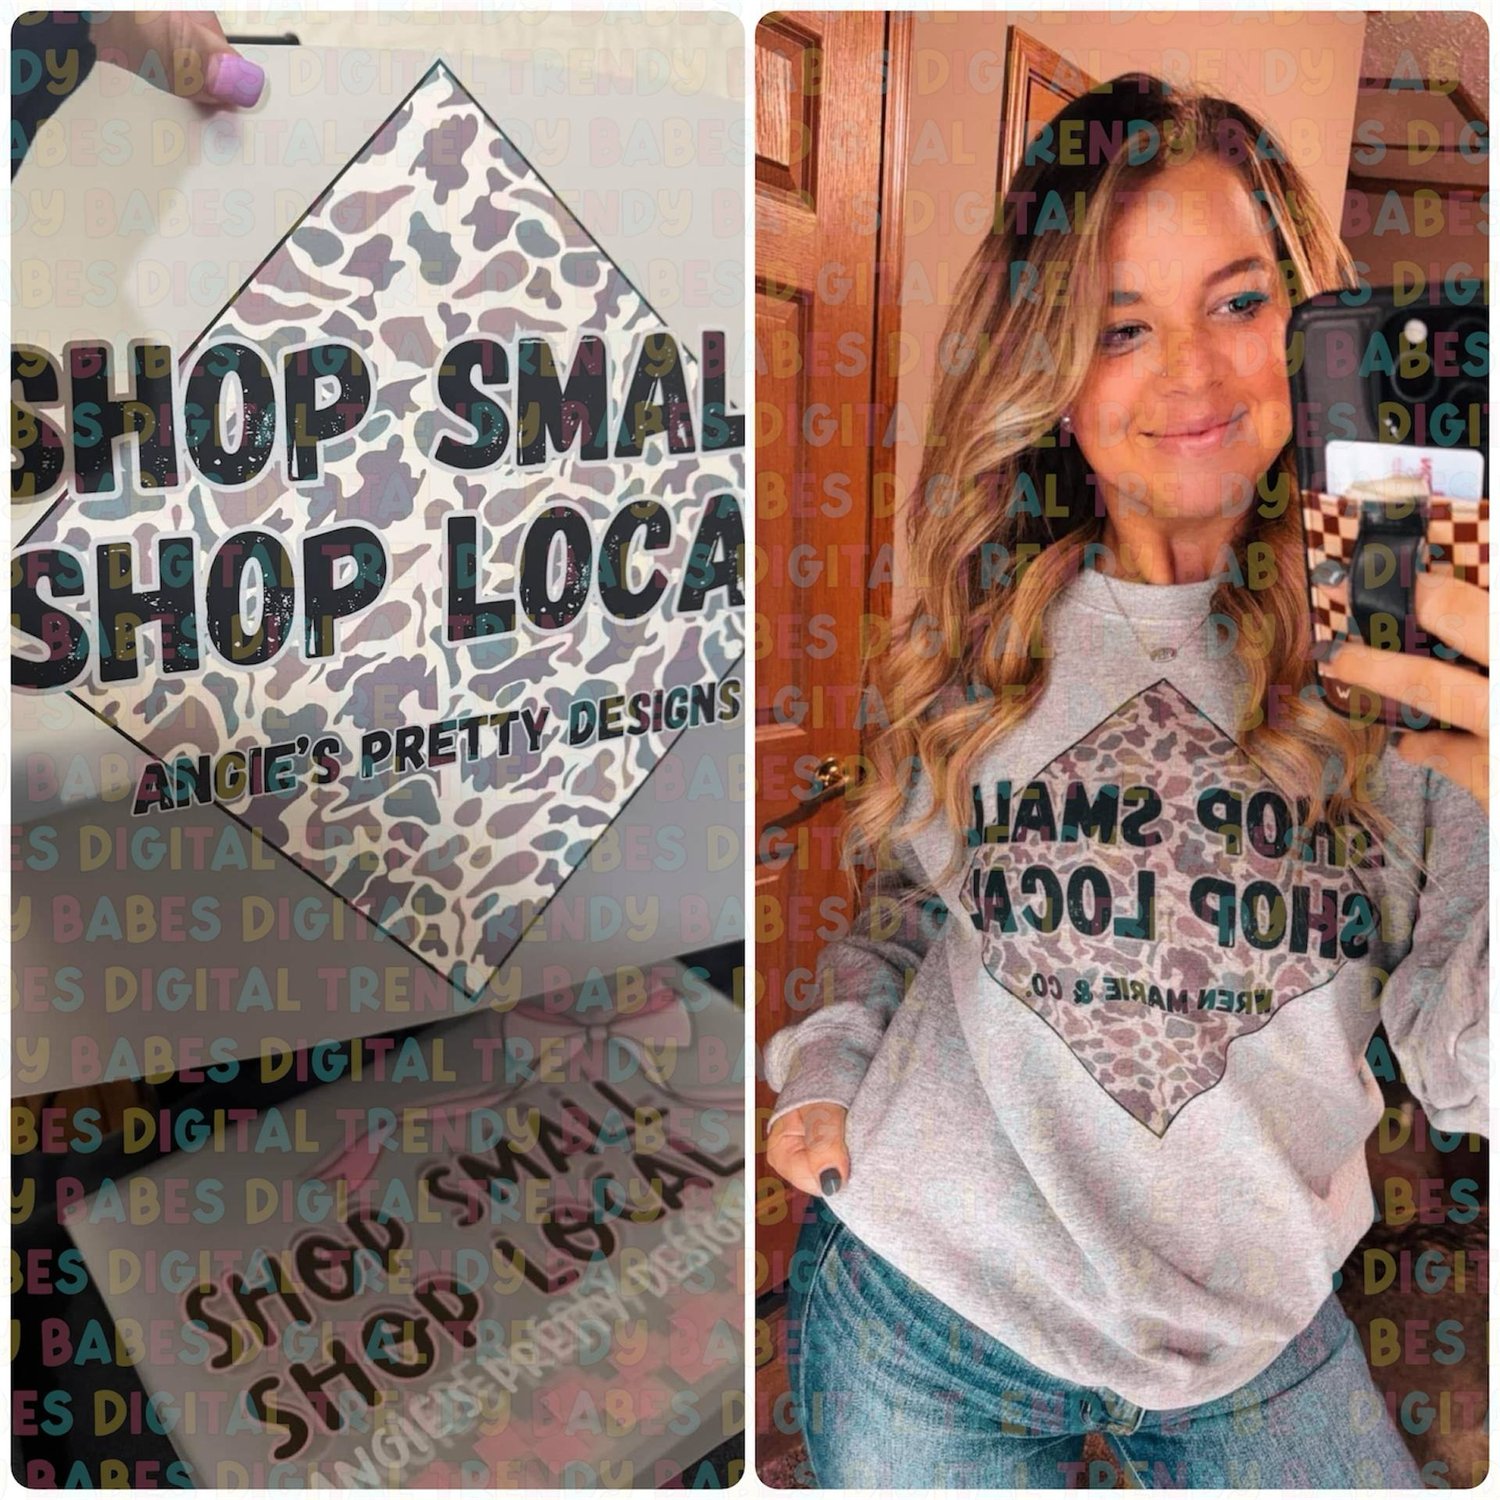 SHOP SMALL
SHOP LOCAL
ANGIE'S PRETTY DESIGNS
SHOP SMALL
SHOP LOCAL
ANGIE'S PRETTY DESIGNS
SHOP SMALL
SHOP LOCAL
WREN MARIE & CO.
DIGITAL TRENDY BABES